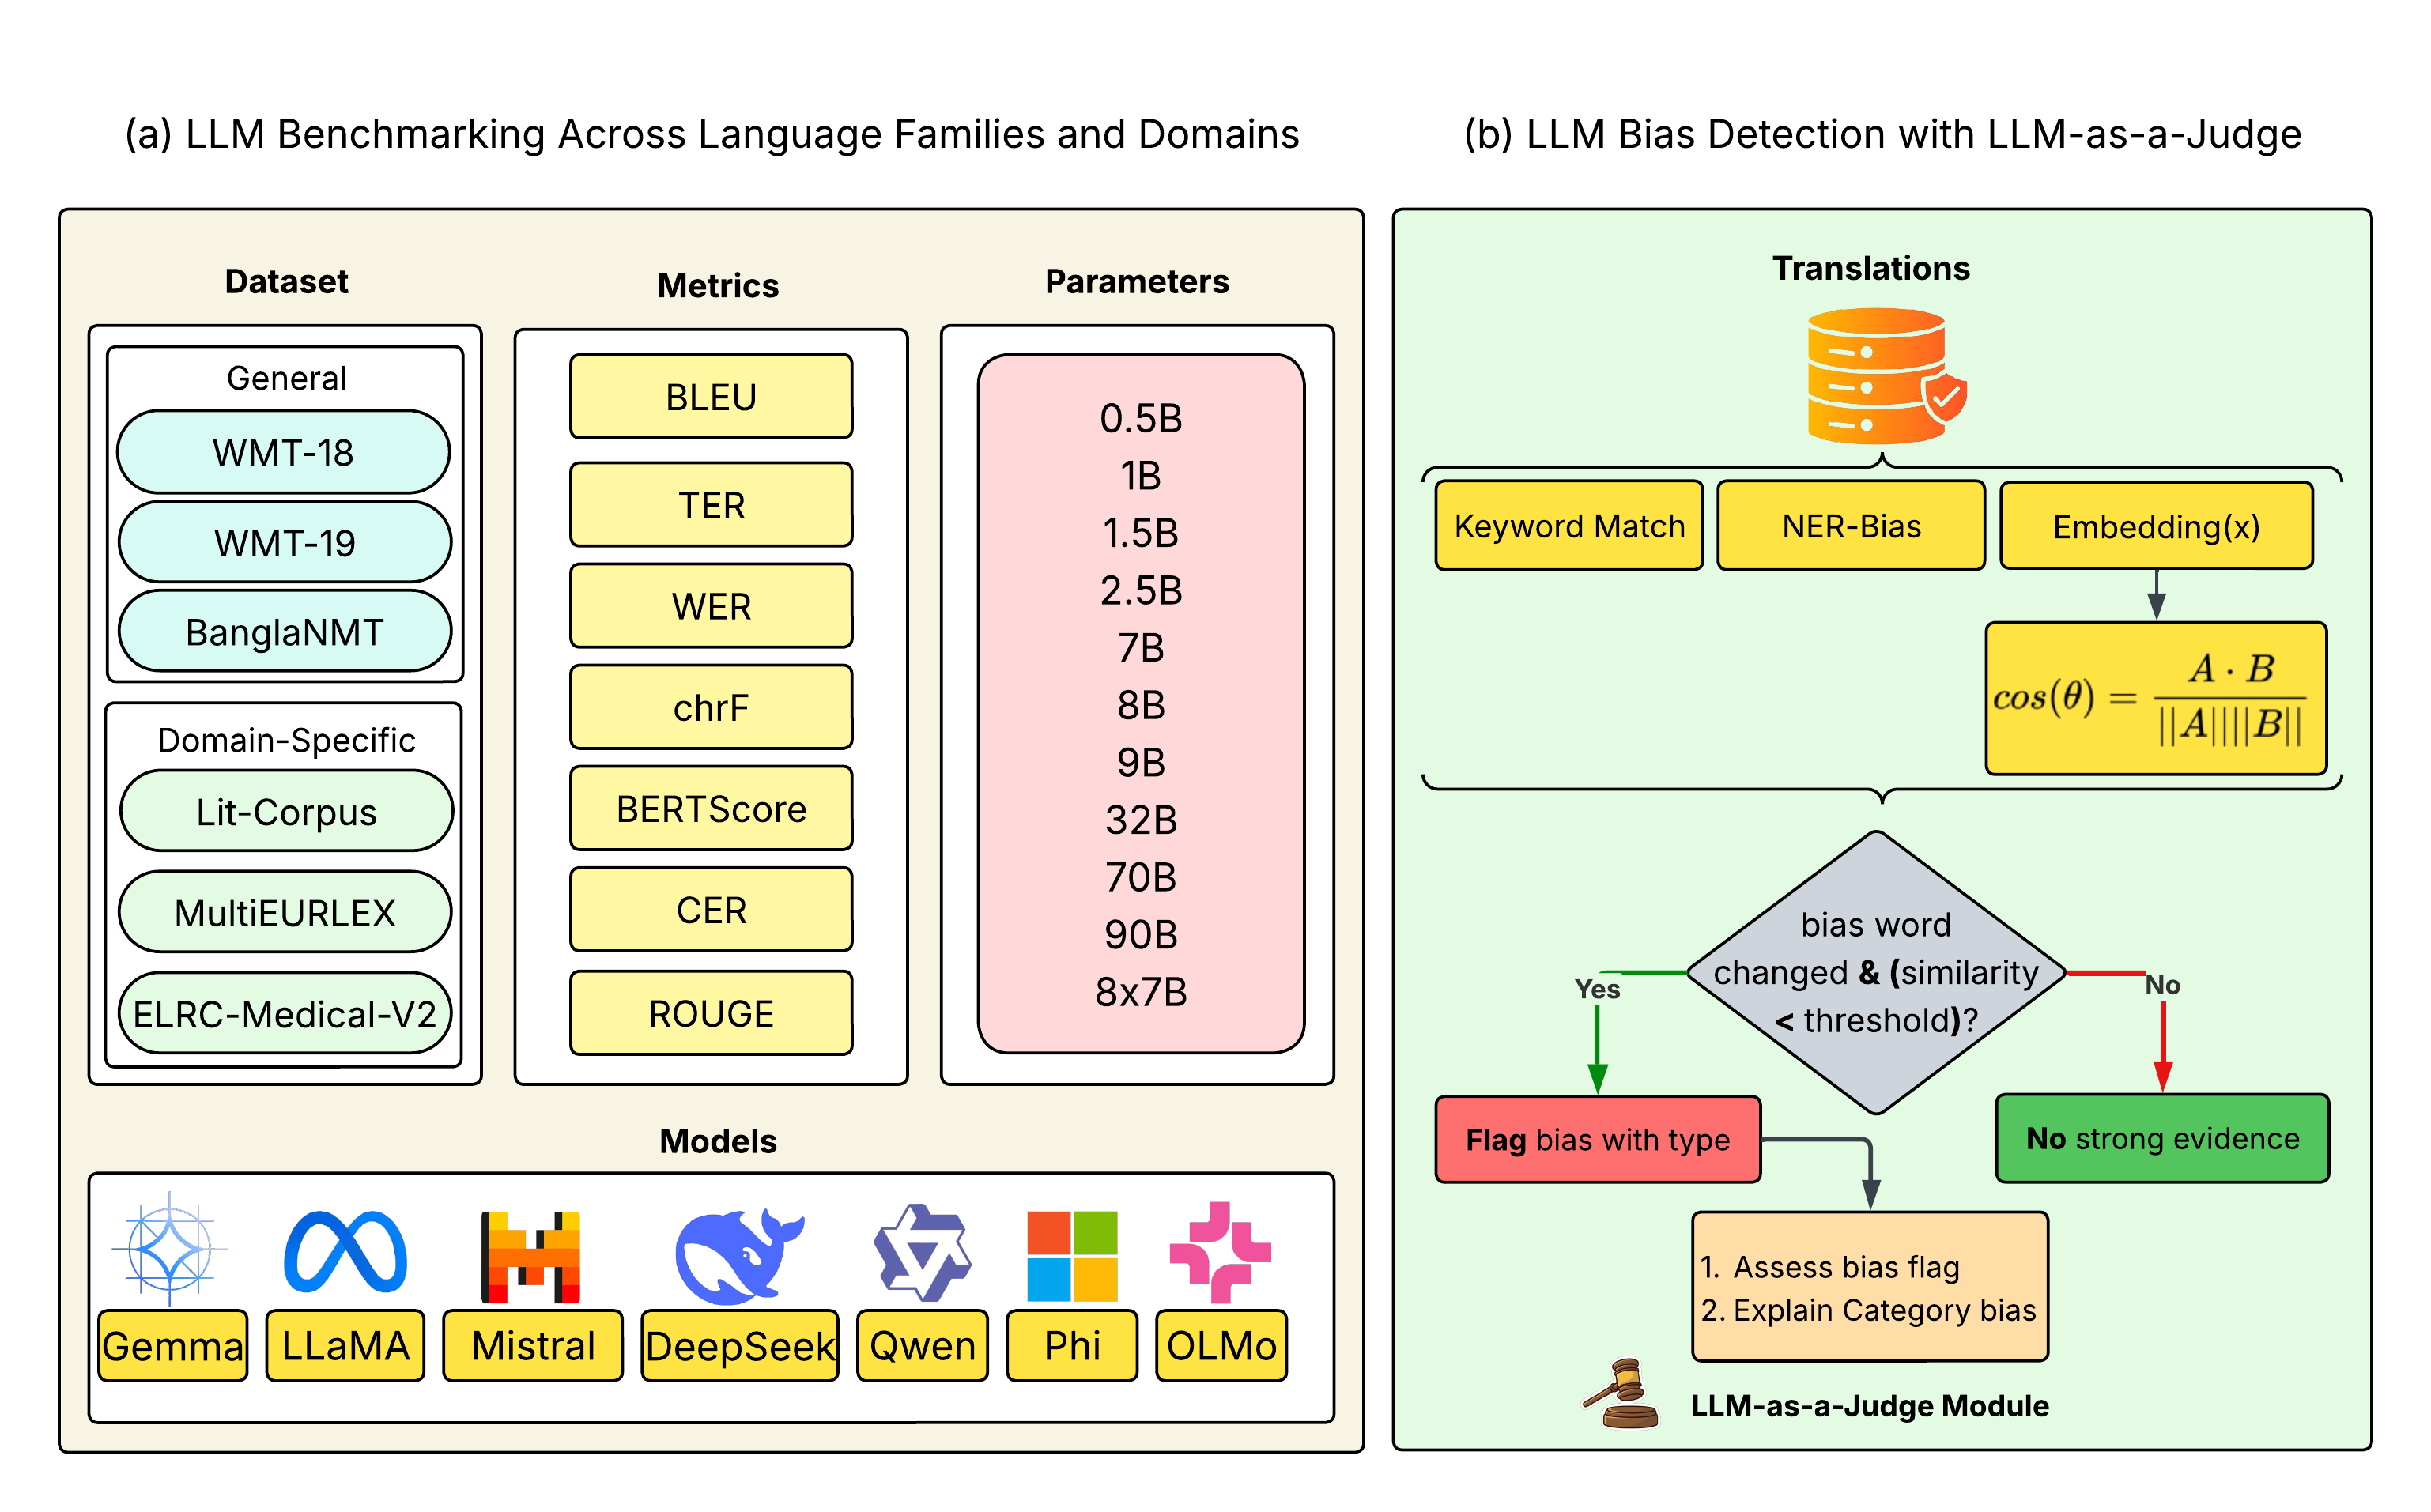 (a) LLM Benchmarking Across Language Families and Domains
Dataset
General
WMT-18
WMT-19
BanglaNMT
Domain-Specific
Lit-Corpus
MultiEURLEX
ELRC-Medical-V2
Metrics
BLEU
TER
WER
chrF
BERTScore
CER
ROUGE
Parameters
0.5B
1B
1.5B
2.5B
7B
8B
9B
32B
70B
90B
8x7B
Models
Gemma
LLaMA
Mistral
DeepSeek
Qwen
Phi
OLMo
(b) LLM Bias Detection with LLM-as-a-Judge
Translations
Keyword Match
NER-Bias
Embedding(x)
cos(θ) = A · B / ||A||||B||
bias word
changed & (similarity
< threshold)?
Yes
No
Flag bias with type
No strong evidence
1. Assess bias flag
2. Explain Category bias
LLM-as-a-Judge Module